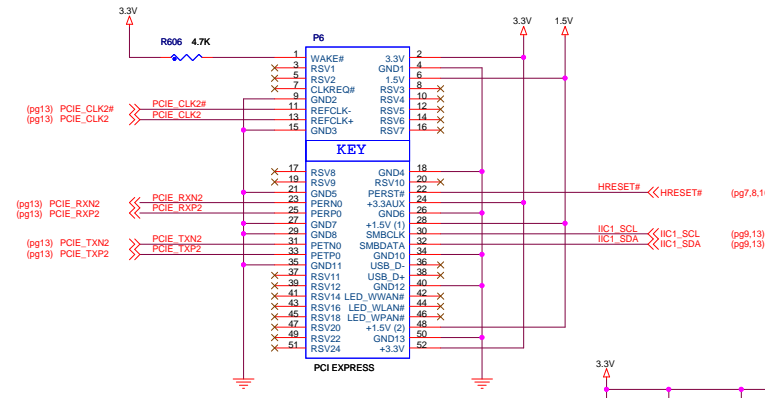 3.3V
3.3V
1.5V
R606 4.7K
P6
1 WAKE# 3.3V 2
3 RSV1 GND1 4
5 RSV2 1.5V 6
7 CLKREQ# RSV3 8
9 GND2 RSV4 10
(pg13) PCIE_CLK2# PCIE_CLK2# 11 REFCLK- RSV5 12
(pg13) PCIE_CLK2 PCIE_CLK2 13 REFCLK+ RSV6 14
15 GND3 RSV7 16
KEY
17 RSV8 GND4 18
19 RSV9 RSV10 20
21 GND5 PERST# 22 HRESET# HRESET# (pg7,8,1
(pg13) PCIE_RXN2 PCIE_RXN2 23 PERN0 +3.3AUX 24
(pg13) PCIE_RXP2 PCIE_RXP2 25 PERP0 GND6 26
27 GND7 +1.5V (1) 28
29 GND8 SMBCLK 30 IIC1_SCL IIC1_SCL (pg9,13)
(pg13) PCIE_TXN2 PCIE_TXN2 31 PETN0 SMBDATA 32 IIC1_SDA IIC1_SDA (pg9,13)
(pg13) PCIE_TXP2 PCIE_TXP2 33 PETP0 GND10 34
35 GND11 USB_D- 36
37 RSV11 USB_D+ 38
39 RSV12 GND12 40
41 RSV14 LED_WWAN# 42
43 RSV16 LED_WLAN# 44
45 RSV18 LED_WPAN# 46
47 RSV20 +1.5V (2) 48
49 RSV22 GND13 50
51 RSV24 +3.3V 52
PCI EXPRESS
3.3V